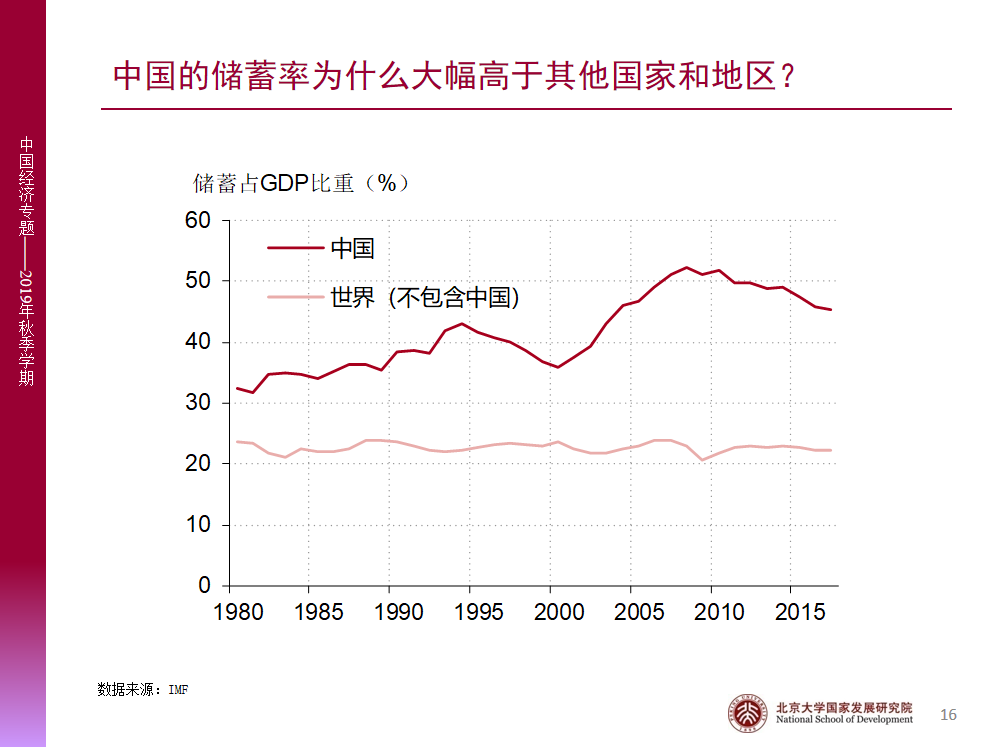 中国的储蓄率为什么大幅高于其他国家和地区？
中国经济专题——2019年秋季学期
储蓄占GDP比重（%）
60
中国
50
世界（不包含中国）
40
30
20
10
0
1980 1985 1990 1995 2000 2005 2010 2015
数据来源：IMF
北京大学国家发展研究院
National School of Development
16